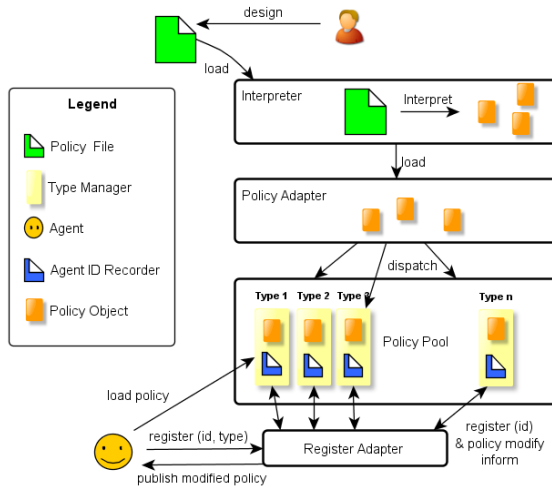 design
load
Interpreter
Interpret
Legend
Policy File
Type Manager
Agent
Agent ID Recorder
Policy Object
load
Policy Adapter
dispatch
Type 1
Type 2
Type
Type n
Policy Pool
load policy
register (id, type)
publish modified policy
Register Adapter
register (id)
& policy modify
inform